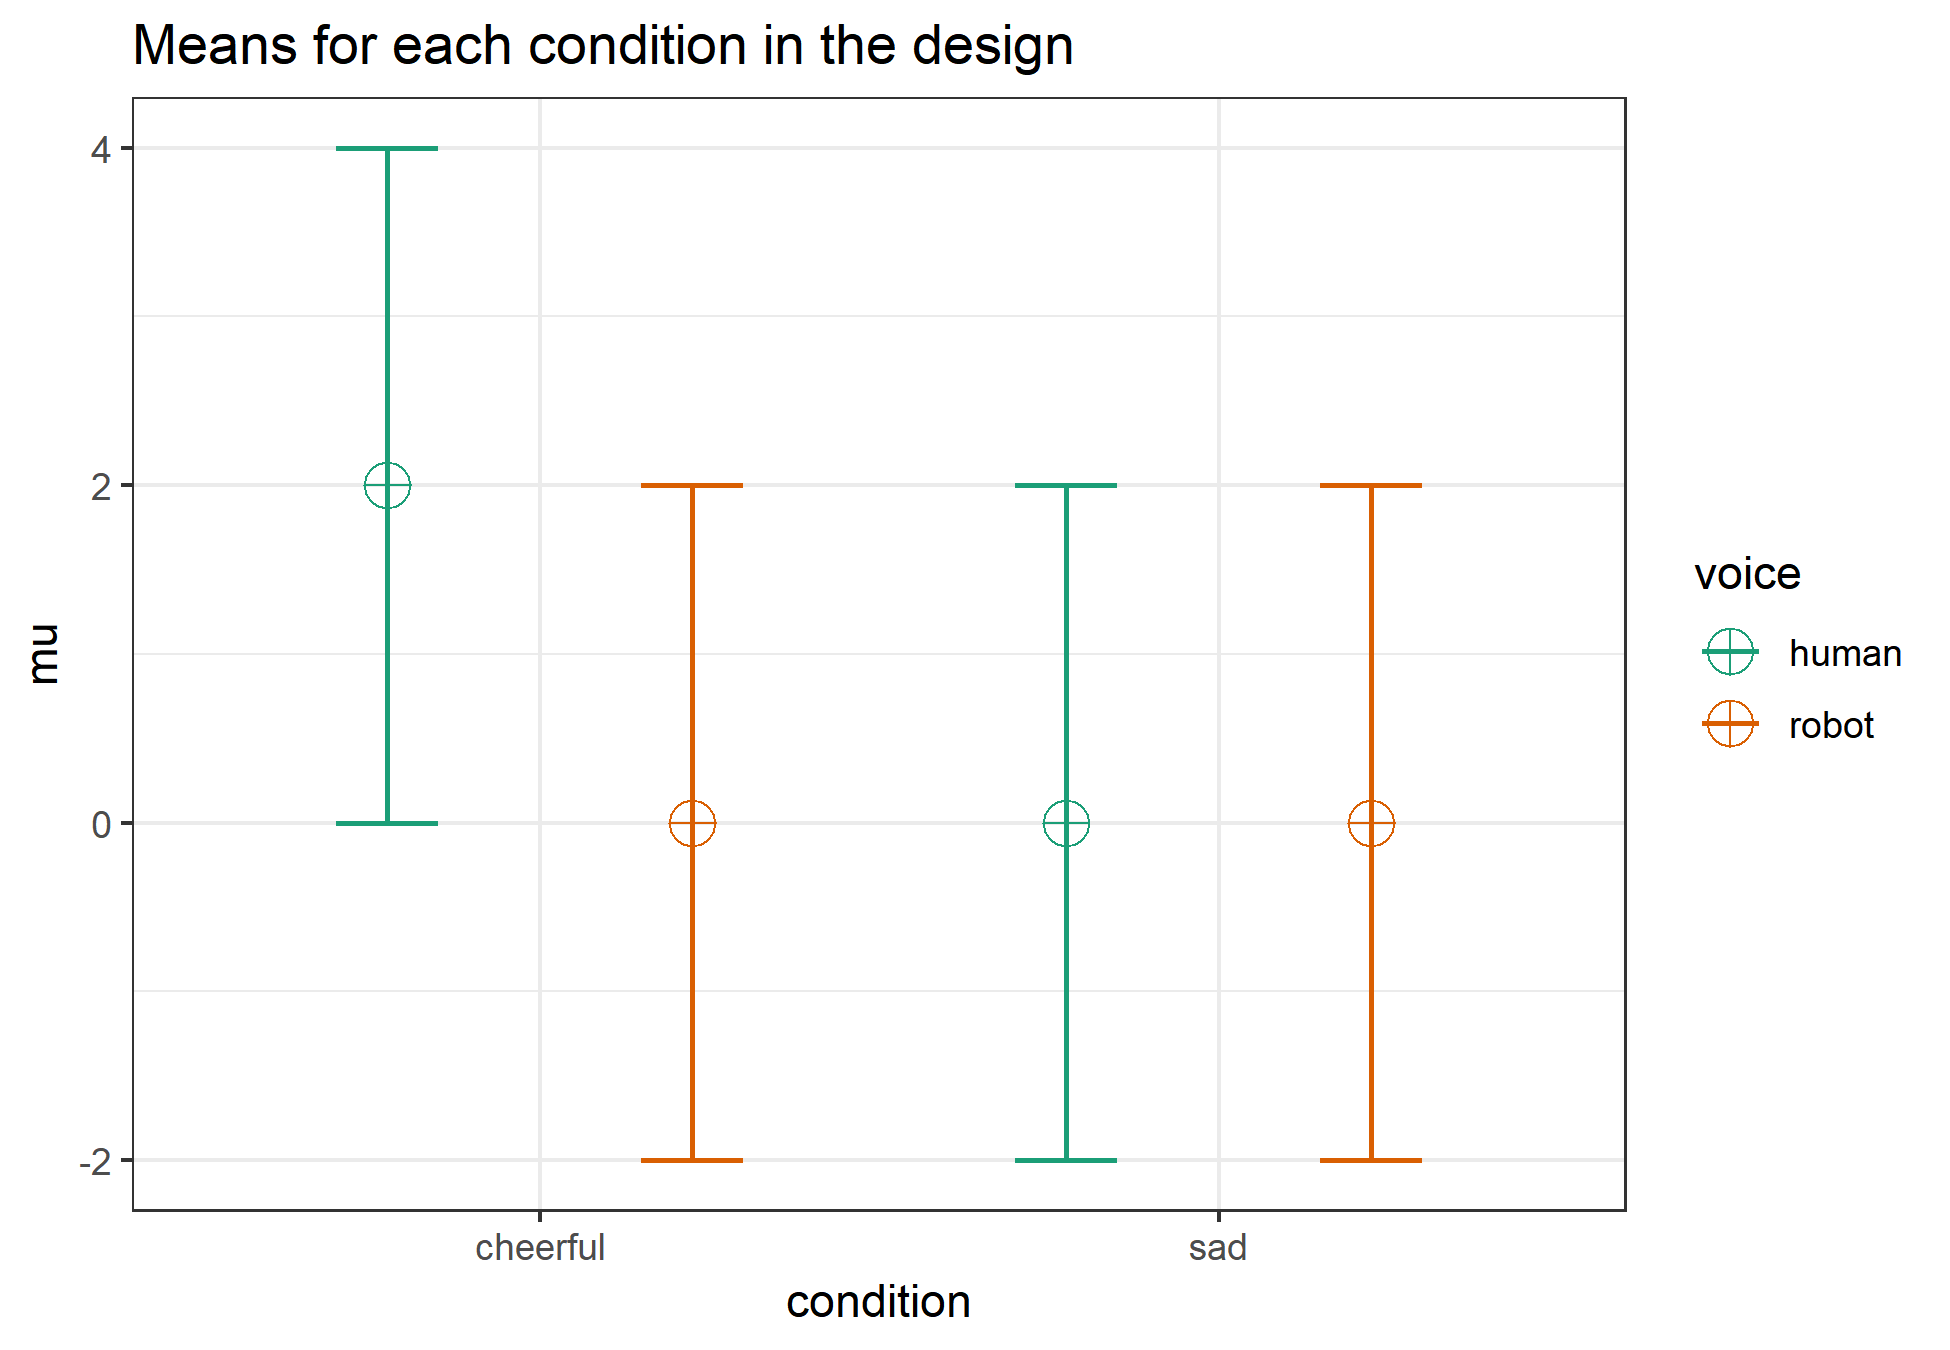 Means for each condition in the design
4
2
0
-2
mu
cheerful
sad
condition
voice
human
robot